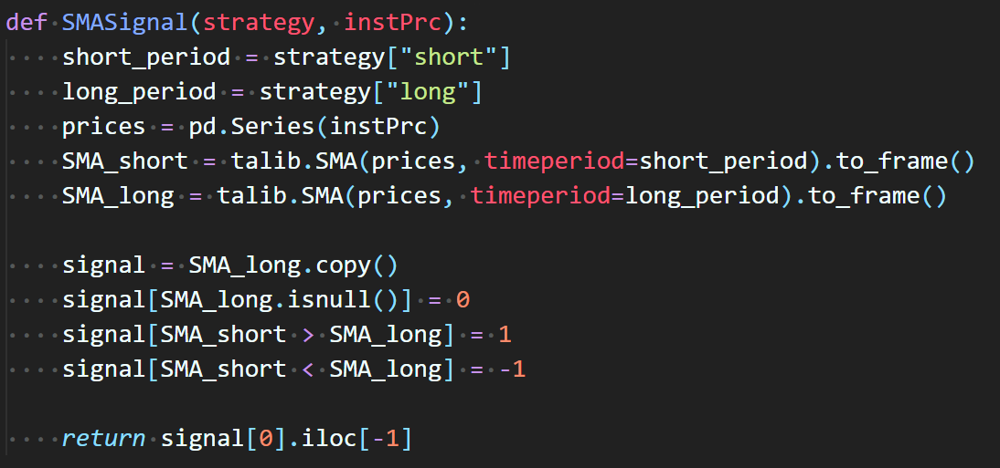 def SMASignal(strategy, instPrc):
    short_period = strategy["short"]
    long_period = strategy["long"]
    prices = pd.Series(instPrc)
    SMA_short = talib.SMA(prices, timeperiod=short_period).to_frame()
    SMA_long = talib.SMA(prices, timeperiod=long_period).to_frame()

    signal = SMA_long.copy()
    signal[SMA_long.isnull()] = 0
    signal[SMA_short > SMA_long] = 1
    signal[SMA_short < SMA_long] = -1

    return signal[0].iloc[-1]